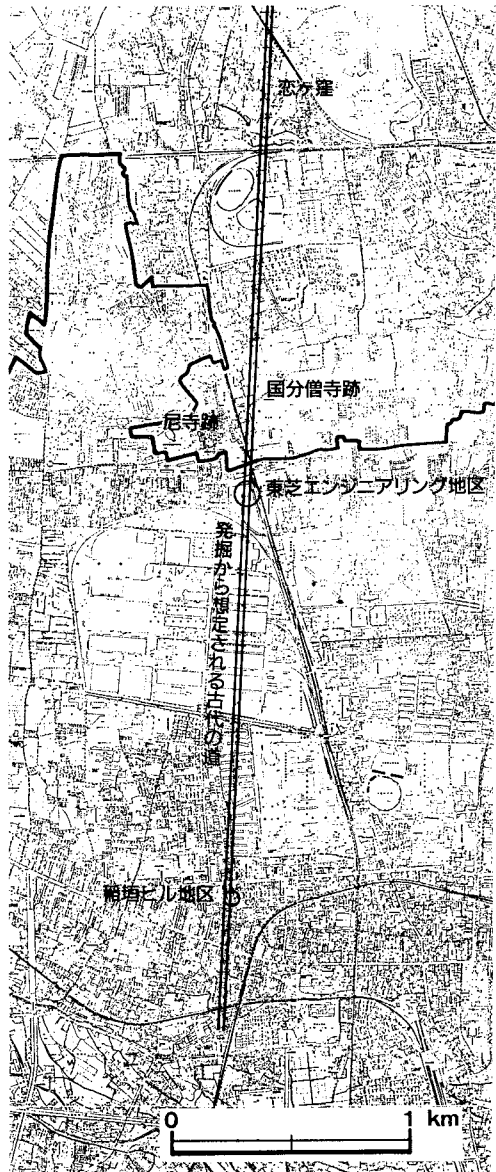 恋ヶ窪
国分僧寺跡
尼寺跡
東芝エンジニアリング地区
発掘から想定される古代の道
稲垣ビル地区
0 1 km